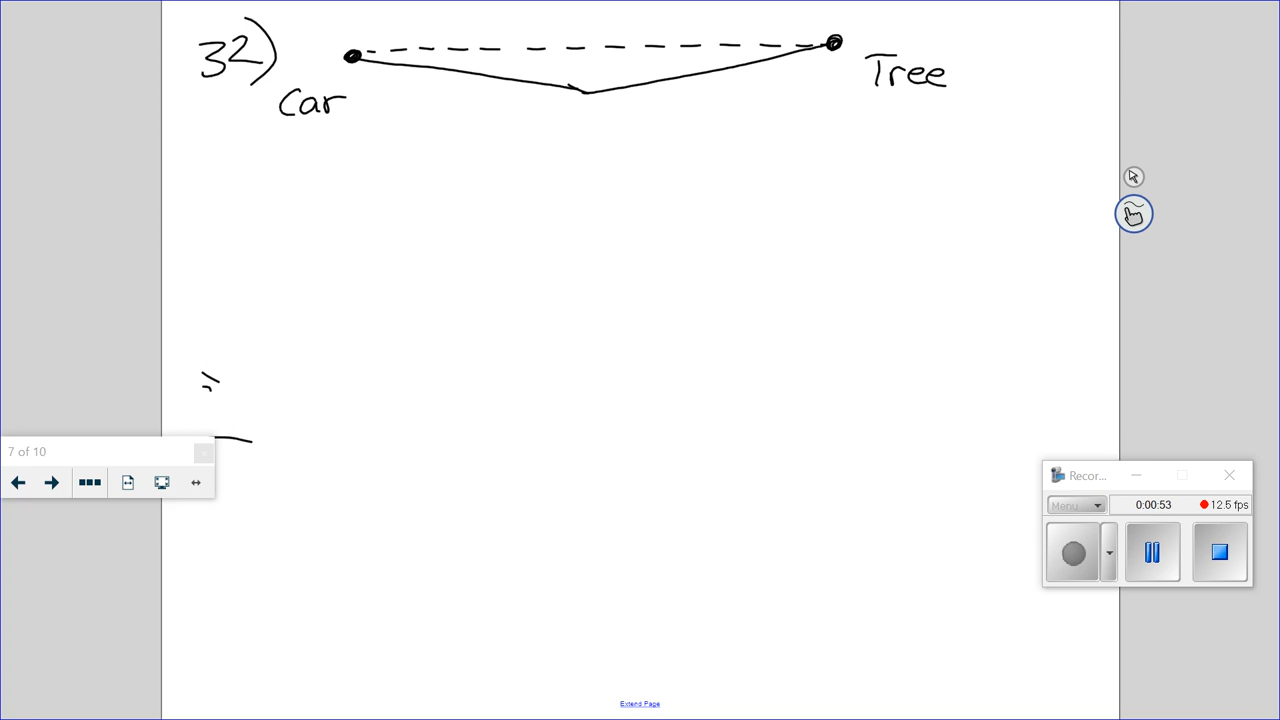 32)
Car
Tree
7 of 10
Recor...
Menu
0:00:53
12.5 fps
Extend Page